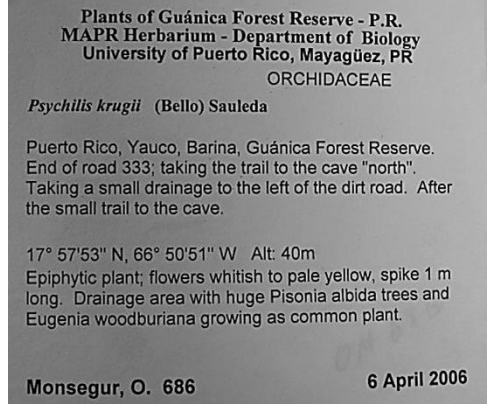 Plants of Guánica Forest Reserve - P.R.
MAPR Herbarium - Department of Biology
University of Puerto Rico, Mayagüez, PR
ORCHIDACEAE
Psychilis krugii (Bello) Sauleda
Puerto Rico, Yauco, Barina, Guánica Forest Reserve.
End of road 333; taking the trail to the cave "north".
Taking a small drainage to the left of the dirt road. After
the small trail to the cave.
17° 57'53" N, 66° 50'51" W Alt: 40m
Epiphytic plant; flowers whitish to pale yellow, spike 1 m
long. Drainage area with huge Pisonia albida trees and
Eugenia woodburiana growing as common plant.
Monsegur, O. 686
6 April 2006